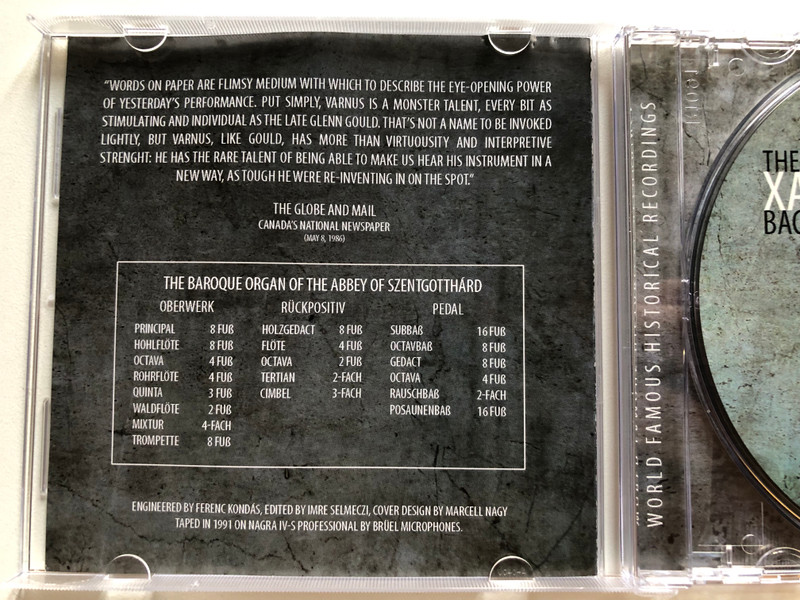 “WORDS ON PAPER ARE FLIMSY MEDIUM WITH WHICH TO DESCRIBE THE EYE-OPENING POWER
OF YESTERDAY’S PERFORMANCE. PUT SIMPLY, VARNUS IS A MONSTER TALENT, EVERY BIT AS
STIMULATING AND INDIVIDUAL AS THE LATE GLENN GOULD. THAT’S NOT A NAME TO BE INVOKED
LIGHTLY, BUT VARNUS, LIKE GOULD, HAS MORE THAN VIRTUOUSITY AND INTERPRETIVE
STRENGHT: HE HAS THE RARE TALENT OF BEING ABLE TO MAKE US HEAR HIS INSTRUMENT IN A
NEW WAY, AS TOUGH HE WERE RE-INVENTING IN ON THE SPOT.”
THE GLOBE AND MAIL
CANADA’S NATIONAL NEWSPAPER
(MAY 8, 1986)
THE BAROQUE ORGAN OF THE ABBEY OF SZENTGOTTHÁRD
OBERWERK RÜCKPOSITIV PEDAL
PRINCIPAL 8 FUß HOLZGEDACT 8 FUß SUBBAß 16 FUß
HOHLFLÖTE 8 FUß FLÖTE 4 FUß OCTAVBAß 8 FUß
OCTAVA 4 FUß OCTAVA 2 FUß GEDACT 8 FUß
ROHRFLÖTE 4 FUß TERTIAN 2-FACH OCTAVA 4 FUß
QUINTA 3 FUß CIMBEL 3-FACH RAUSCHBAß 2-FACH
WALDFLÖTE 2 FUß POSAUNENBAß 16 FUß
MIXTUR 4-FACH
TROMPETTE 8 FUß
ENGINEERED BY FERENC KONDÁS, EDITED BY IMRE SELMECZI, COVER DESIGN BY MARCELL NAGY
TAPED IN 1991 ON NAGRA IV-S PROFESSIONAL BY BRÜEL MICROPHONES.
WORLD FAMOUS HISTORICAL RECORDINGS
THE
XA
BAC